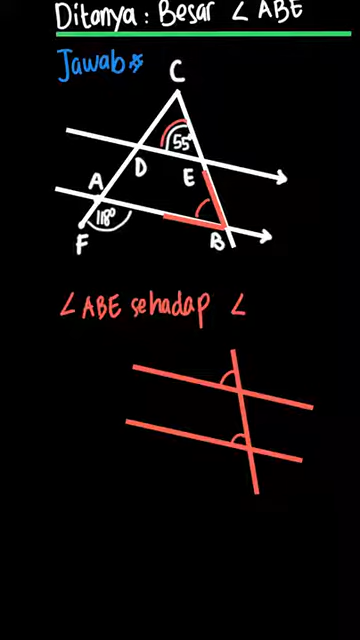 Ditanya : Besar ∠ ABE
Jawab
C
55°
D
E
A
118°
F
B
∠ ABE sehadap ∠